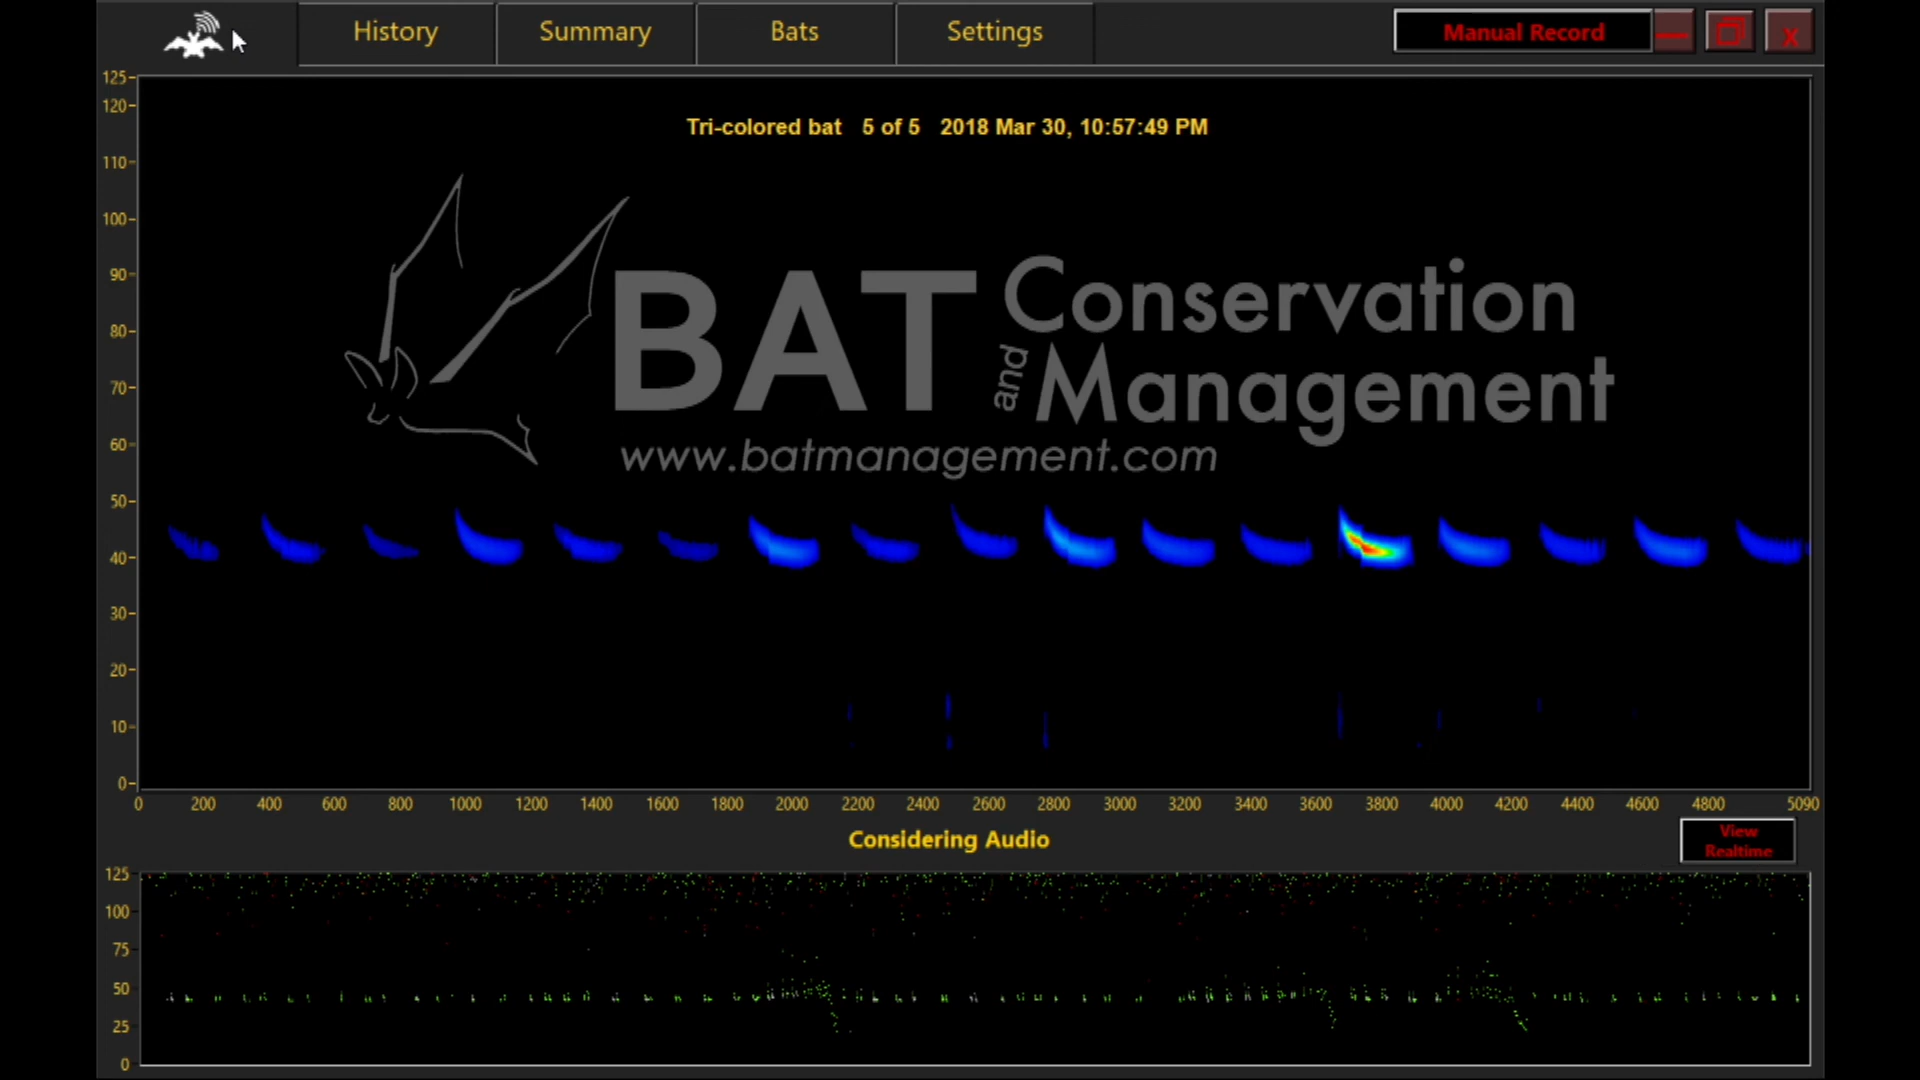 History Summary Bats Settings Manual Record x
Tri-colored bat 5 of 5 2018 Mar 30, 10:57:49 PM
BAT Conservation and Management
www.batmanagement.com
125
120
110
100
90
80
70
60
50
40
30
20
10
0
0 200 400 600 800 1000 1200 1400 1600 1800 2000 2200 2400 2600 2800 3000 3200 3400 3600 3800 4000 4200 4400 4600 4800 5090
Considering Audio
View
Realtime
125
100
75
50
25
0